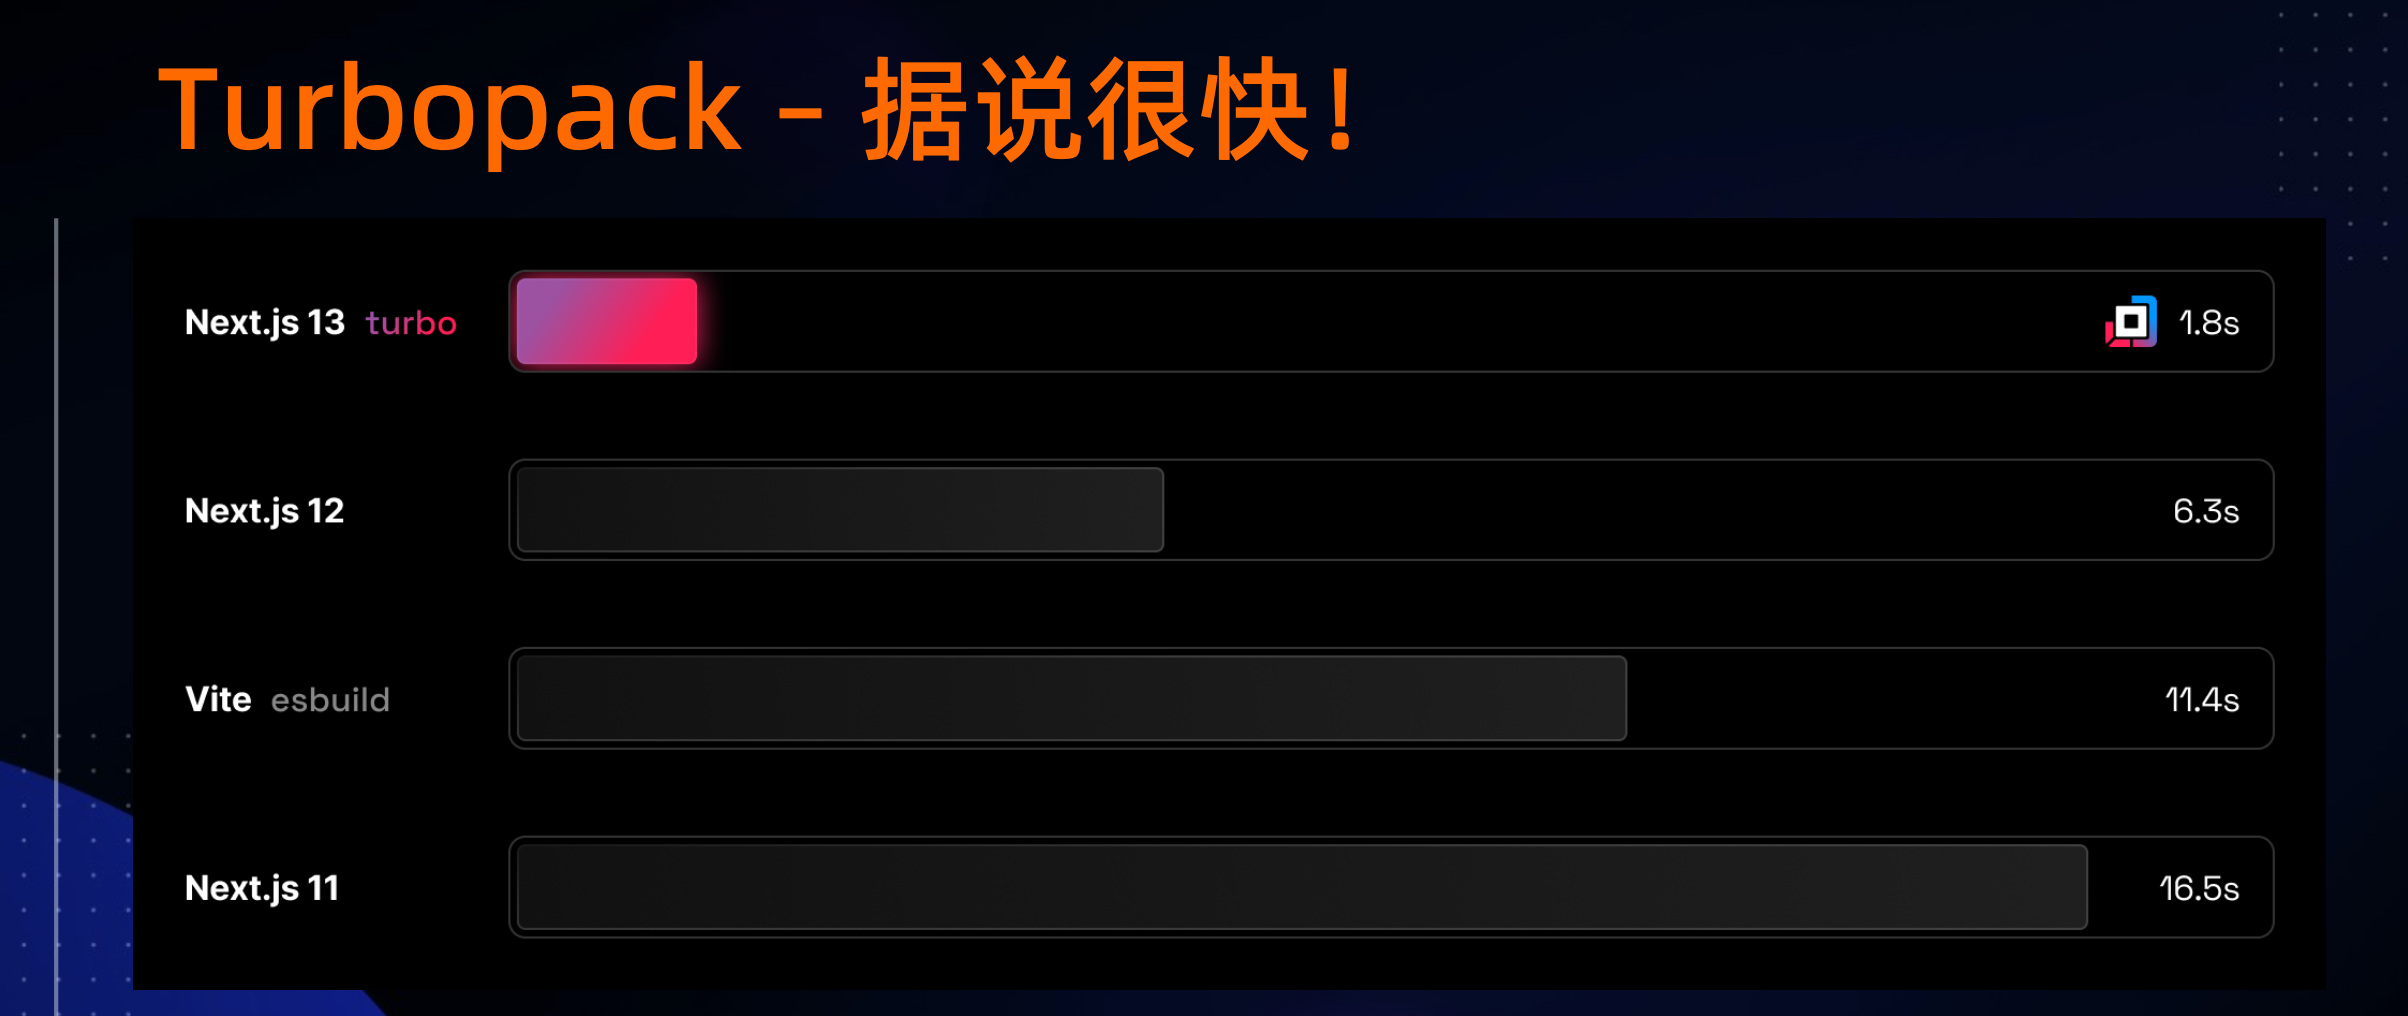 Turbopack - 据说很快！
Next.js 13 turbo 1.8s
Next.js 12 6.3s
Vite esbuild 11.4s
Next.js 11 16.5s